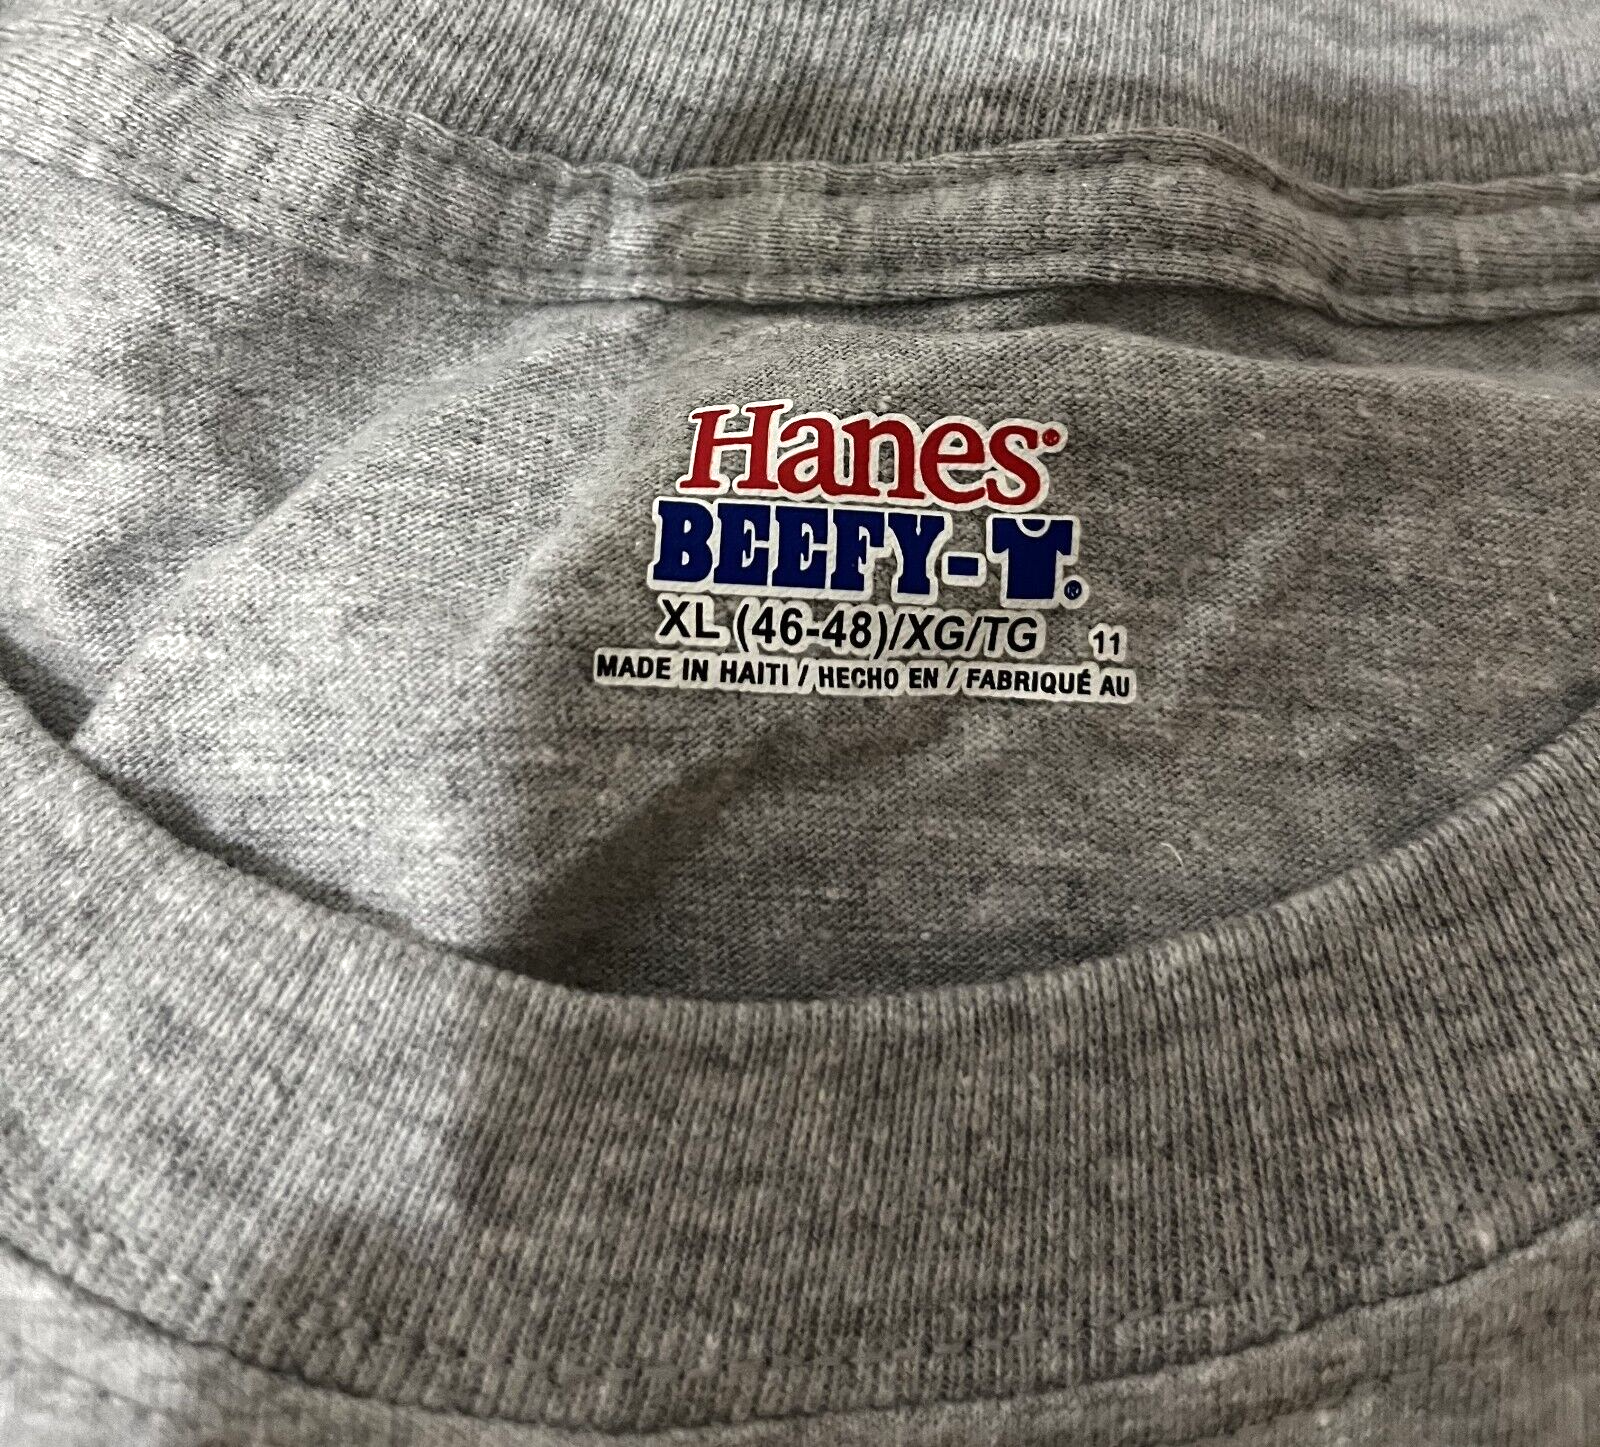 Hanes®
BEEFY-T®
XL (46-48)/XG/TG 11
MADE IN HAITI / HECHO EN / FABRIQUÉ AU